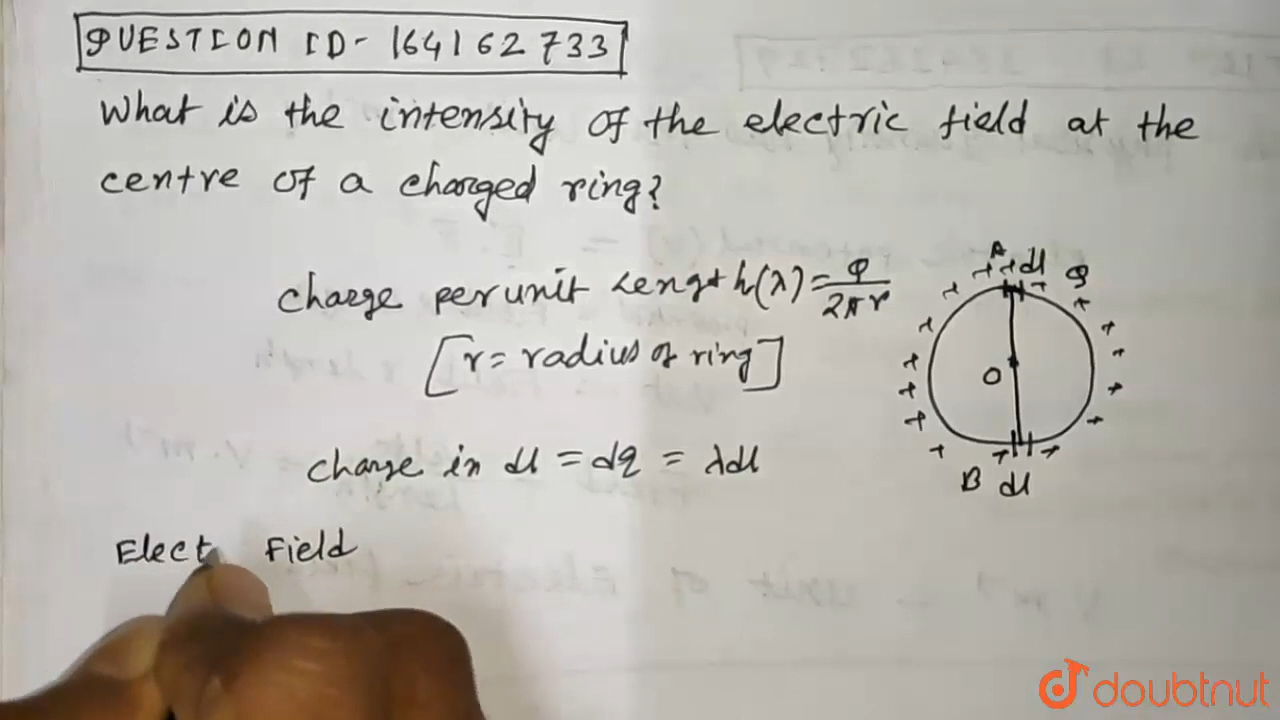 QUESTION ID- 164162733
What is the intensity of the electric field at the
centre of a charged ring?
charge per unit length(λ)=Q/2πr
[r= radius of ring]
charge in dl = dq = λdl
Elect Field
A
dl
Q
O
B
dl
doubtnut